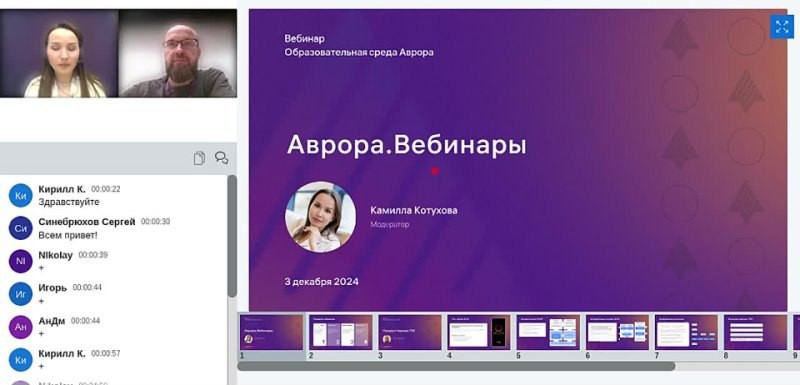 Вебинар
Образовательная среда Аврора
Аврора.Вебинары
Камилла Котухова
Модератор
3 декабря 2024
Ки
Кирилл К. 00:00:22
Здравствуйте
Си
Синебрюхов Сергей 00:00:30
Всем привет!
NI
NIkolay 00:00:39
+
Иг
Игорь 00:00:44
+
Ан
АнДм 00:00:44
+
Ки
Кирилл К. 00:00:57
+
1
2
3
4
5
6
7
8
9